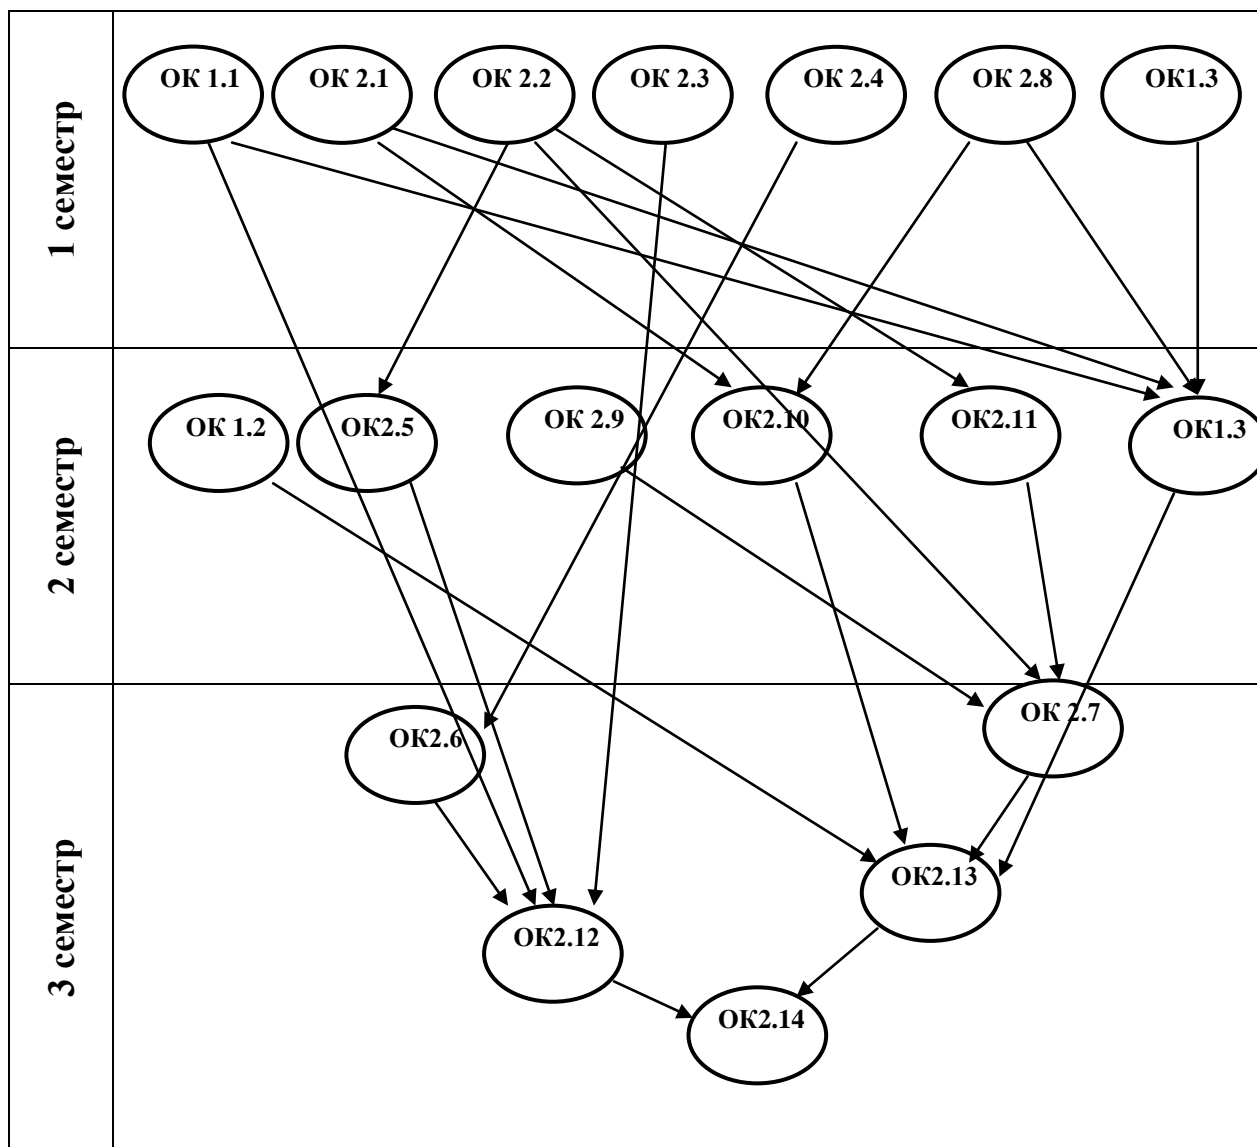 1 семестр
ОК 1.1 ОК 2.1 ОК 2.2 ОК 2.3 ОК 2.4 ОК 2.8 ОК1.3
2 семестр
ОК 1.2 ОК2.5 ОК 2.9 ОК2.10 ОК2.11 ОК1.3
3 семестр
ОК2.6 ОК 2.7
ОК2.13
ОК2.12
ОК2.14